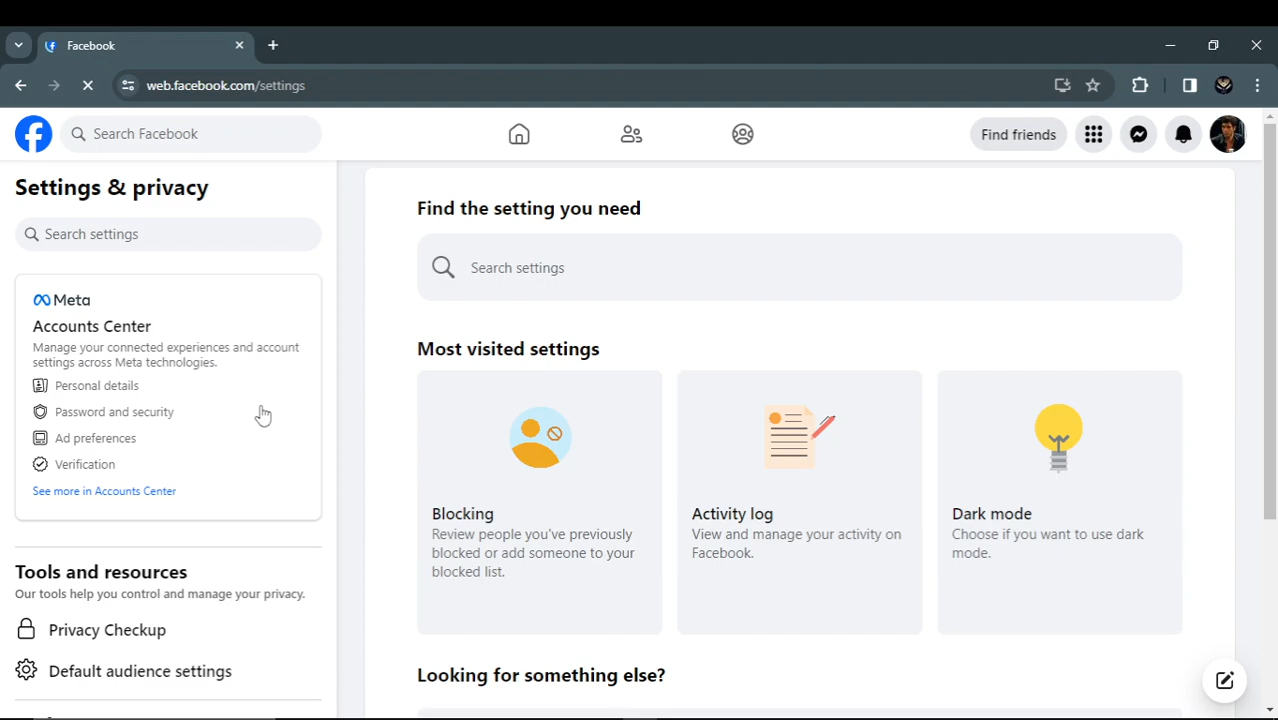 Facebook
web.facebook.com/settings
Search Facebook
Find friends
Settings & privacy
Search settings
Meta
Accounts Center
Manage your connected experiences and account
settings across Meta technologies.
Personal details
Password and security
Ad preferences
Verification
See more in Accounts Center
Tools and resources
Our tools help you control and manage your privacy.
Privacy Checkup
Default audience settings
Find the setting you need
Search settings
Most visited settings
Blocking
Review people you've previously
blocked or add someone to your
blocked list.
Activity log
View and manage your activity on
Facebook.
Dark mode
Choose if you want to use dark
mode.
Looking for something else?